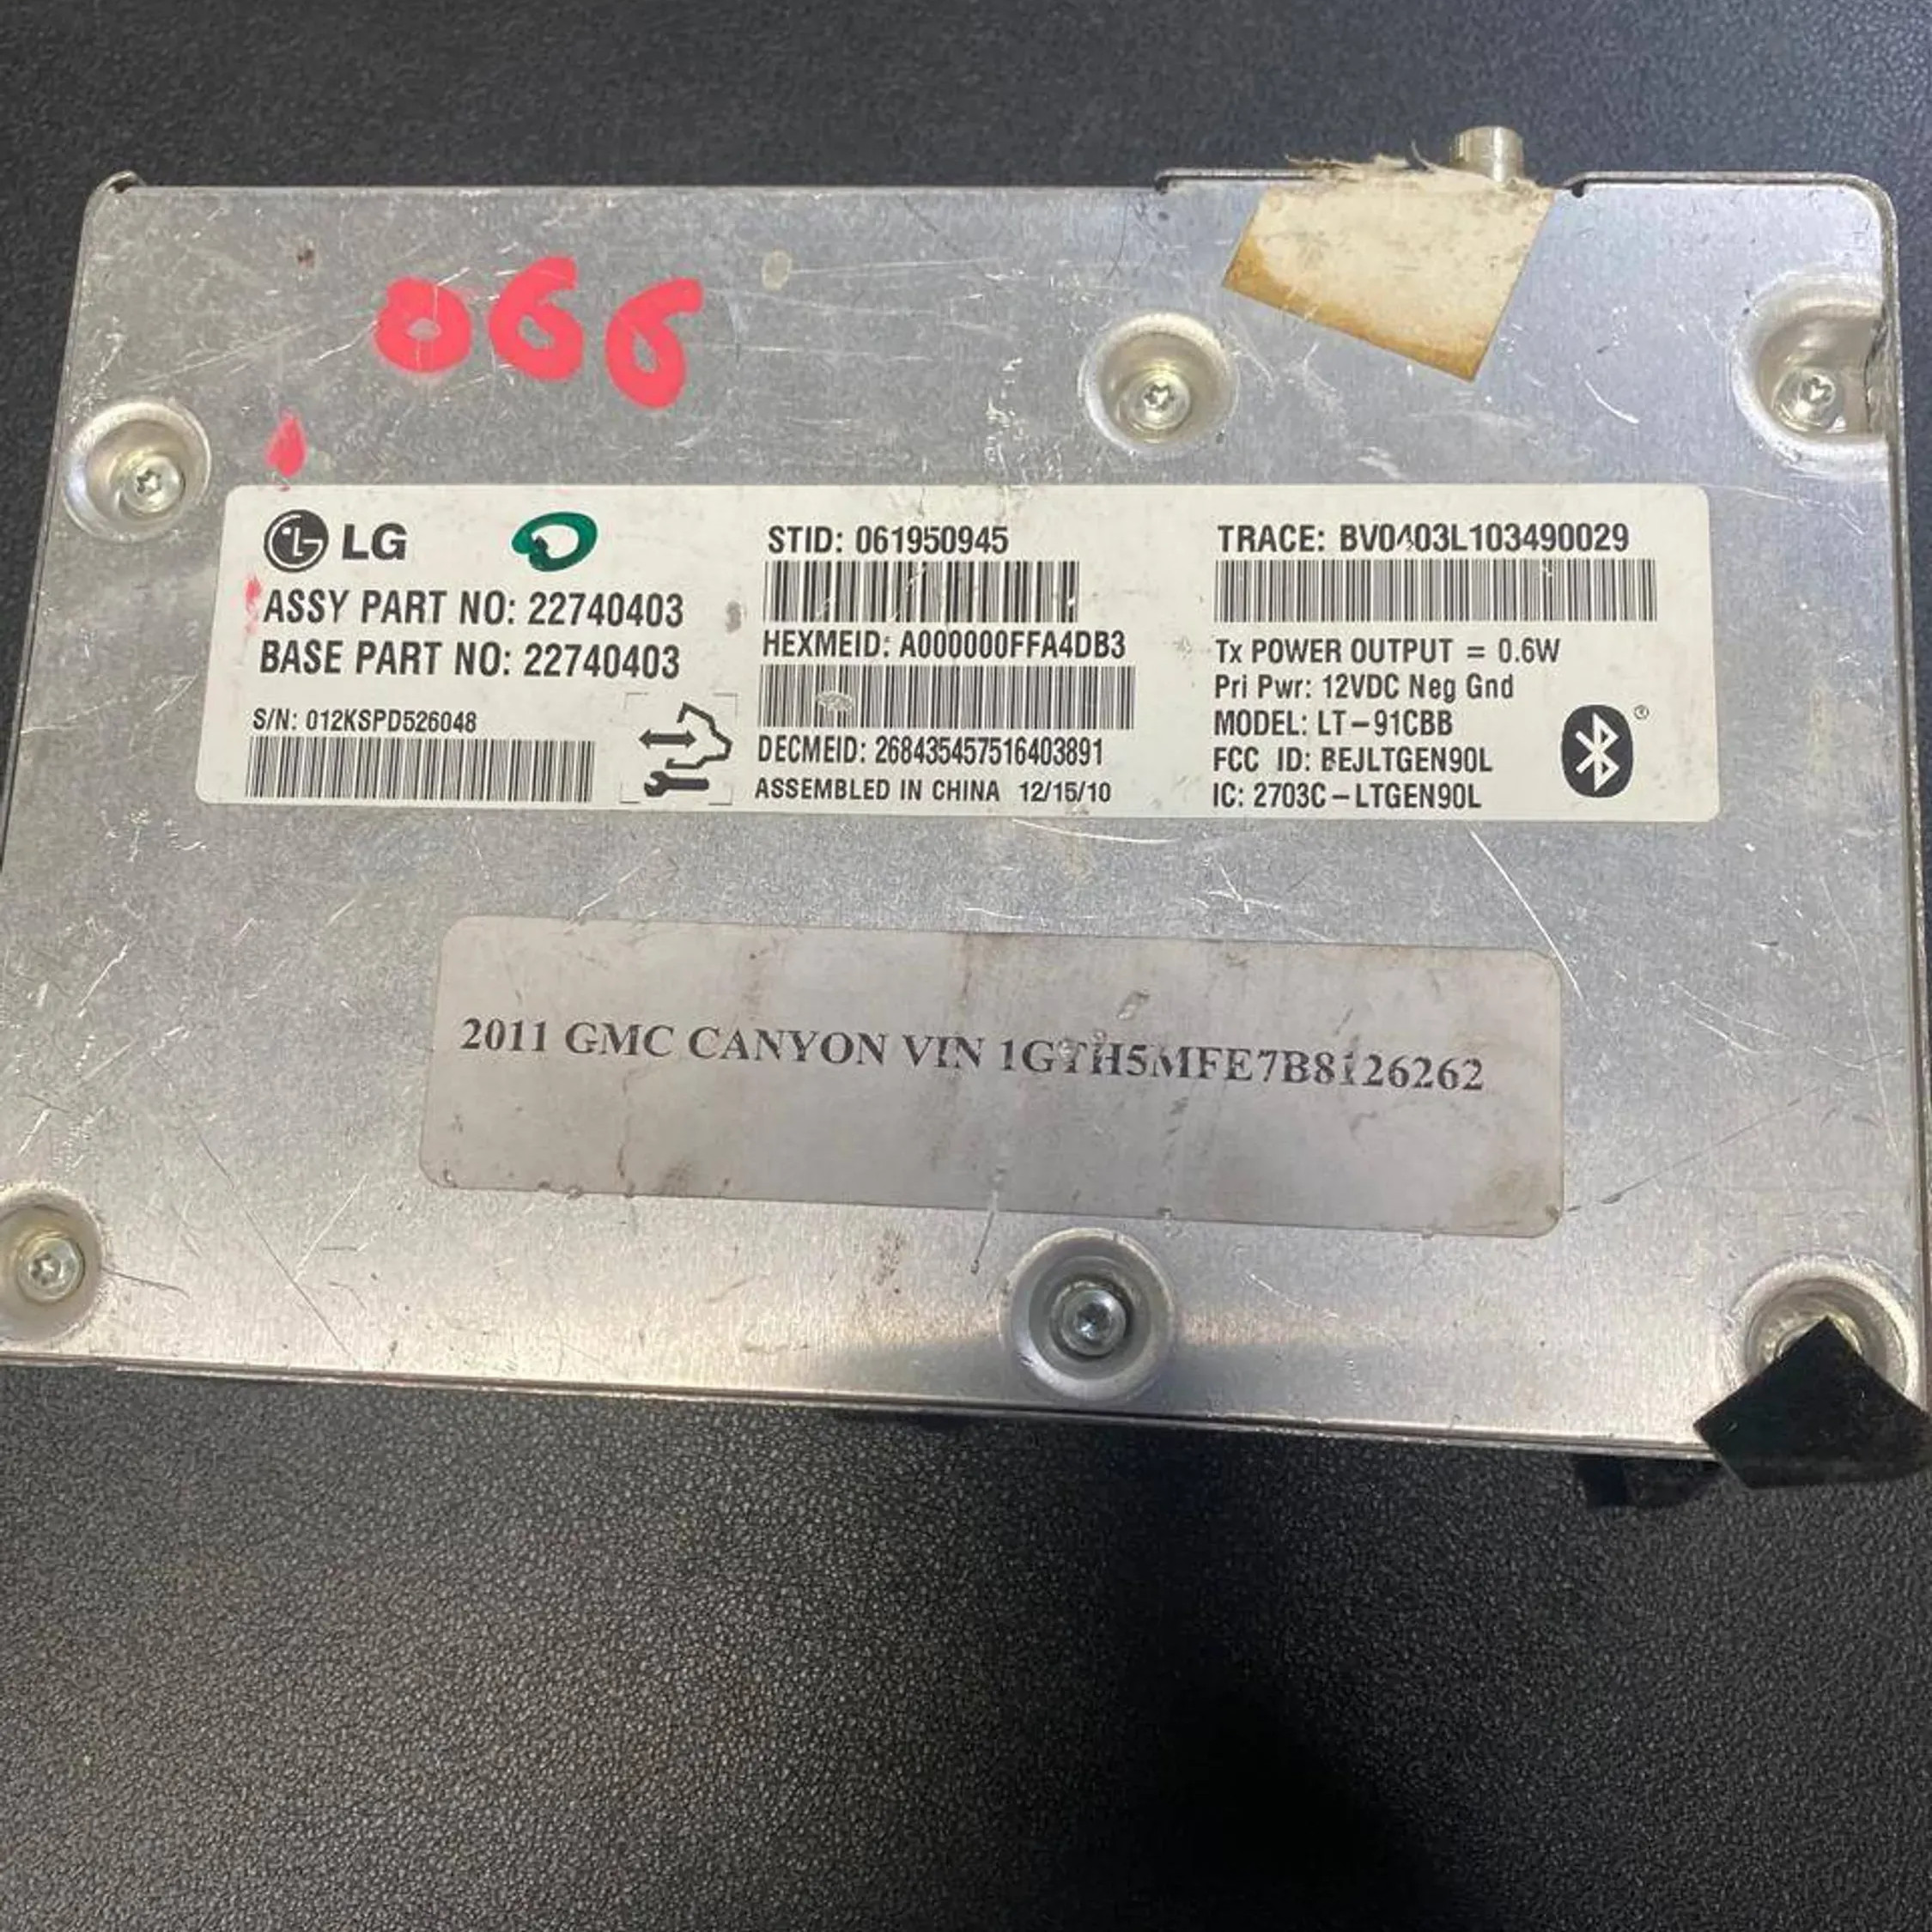 066
LG
ASSY PART NO: 22740403
BASE PART NO: 22740403
S/N: 012KSPD526048
STID: 061950945
HEXMEID: A000000FFA4DB3
DECMEID: 268435457516403891
ASSEMBLED IN CHINA 12/15/10
TRACE: BV0403L103490029
Tx POWER OUTPUT = 0.6W
Pri Pwr: 12VDC Neg Gnd
MODEL: LT-91CBB
FCC ID: BEJLTGEN90L
IC: 2703C-LTGEN90L
®
2011 GMC CANYON VIN 1GTH5MFE7B8126262